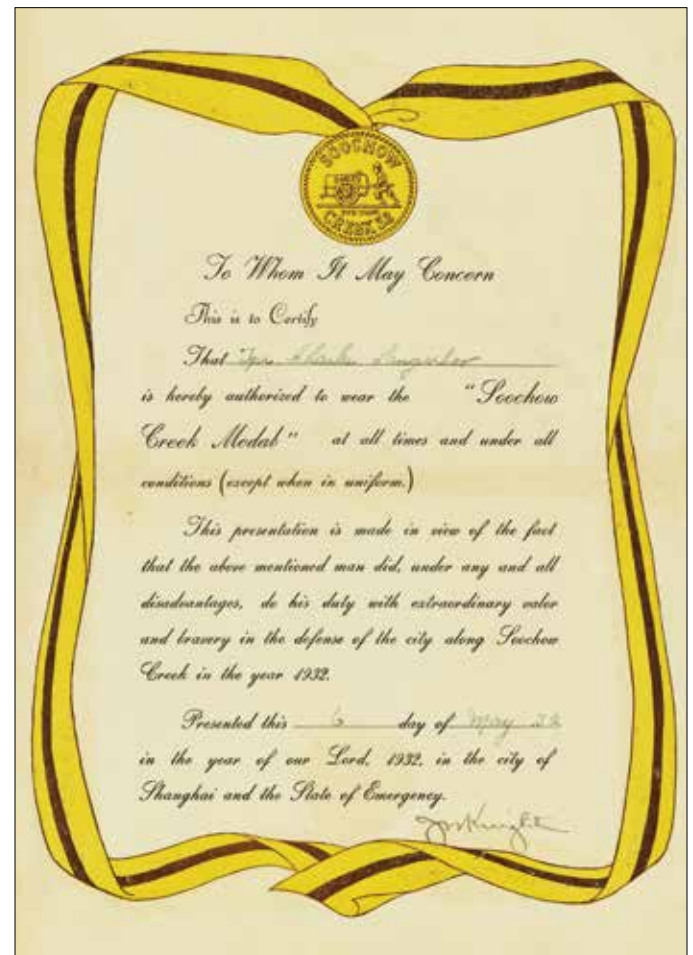 SOOCHOW
CREEK 32
To Whom It May Concern
This is to Certify
That
is hereby authorized to wear the "Soochow
Creek Medal" at all times and under all
conditions (except when in uniform.)
This presentation is made in view of the fact
that the above mentioned man did, under any and all
disadvantages, do his duty with extraordinary valor
and bravery in the defense of the city along Soochow
Creek in the year 1932.
Presented this 6 day of May 32
in the year of our Lord, 1932, in the city of
Shanghai and the State of Emergency.